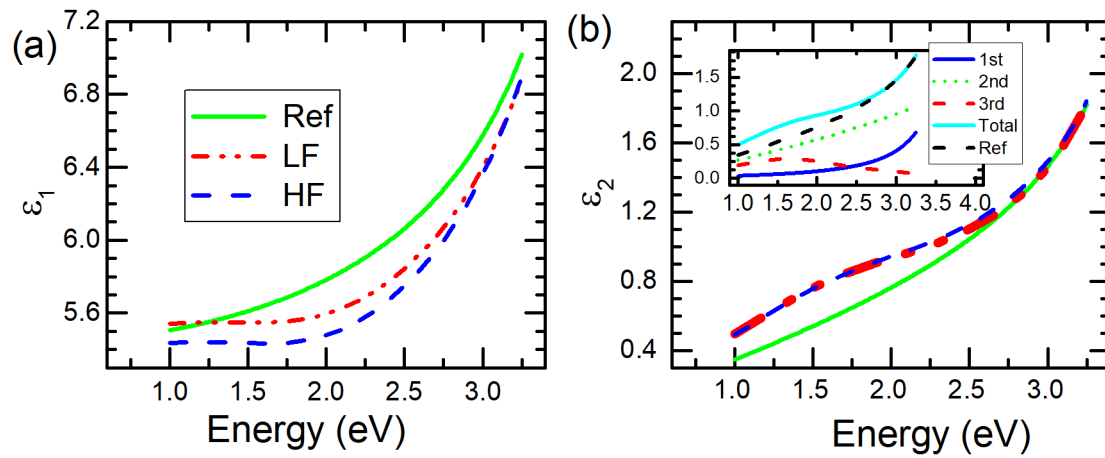 (a)
ε1
7.2
6.8
6.4
6.0
5.6
Ref
LF
HF
1.0 1.5 2.0 2.5 3.0
Energy (eV)
(b)
ε2
2.0
1.6
1.2
0.8
0.4
1.5
1.0
0.5
0.0
1.0 1.5 2.0 2.5 3.0 3.5 4.0
1st
2nd
3rd
Total
Ref
1.0 1.5 2.0 2.5 3.0
Energy (eV)